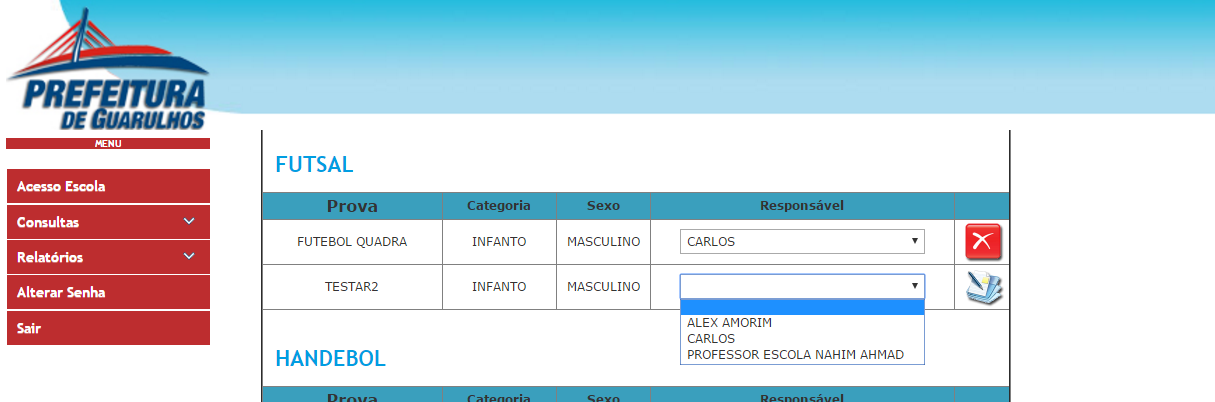 PREFEITURA
DE GUARULHOS
MENU
Acesso Escola
Consultas
Relatórios
Alterar Senha
Sair
FUTSAL
Prova Categoria Sexo Responsável
FUTEBOL QUADRA INFANTO MASCULINO CARLOS
TESTAR2 INFANTO MASCULINO
ALEX AMORIM
CARLOS
PROFESSOR ESCOLA NAHIM AHMAD
HANDEBOL
Prova Categoria Sexo Responsável